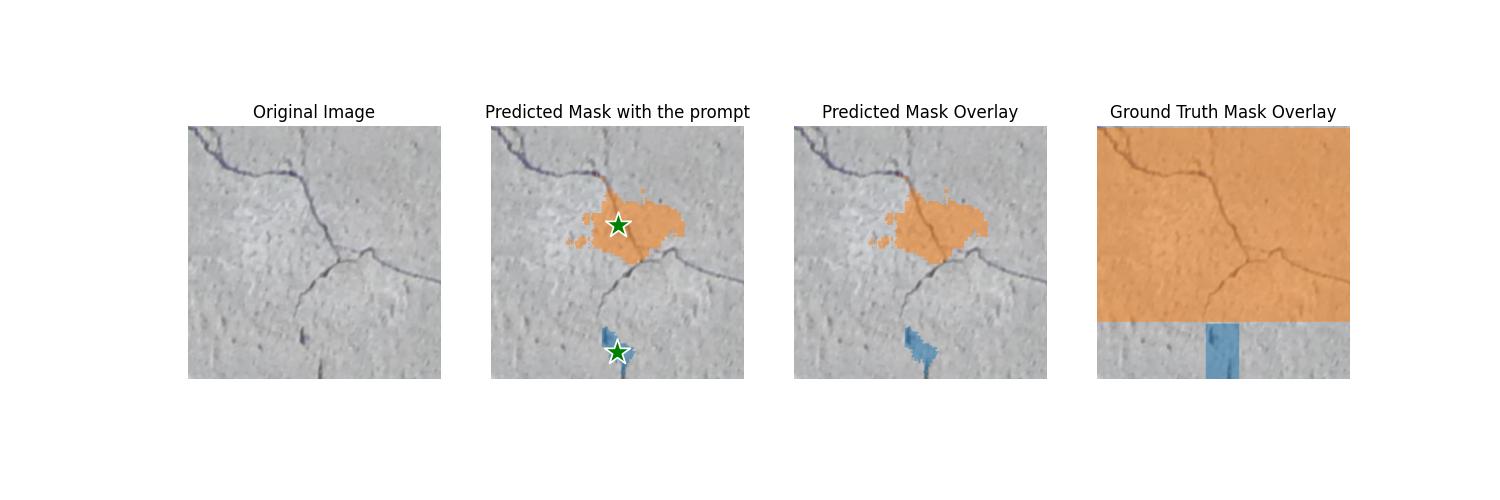 Original Image
Predicted Mask with the prompt
Predicted Mask Overlay
Ground Truth Mask Overlay